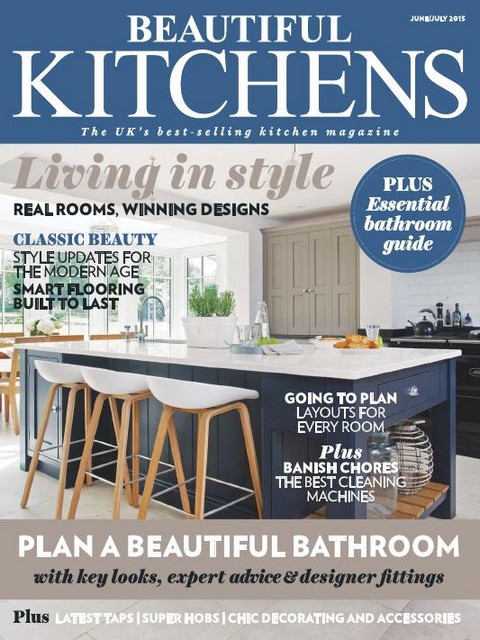 JUNE/JULY 2015
BEAUTIFUL
KITCHENS
The UK's best-selling kitchen magazine
Living in style
REAL ROOMS, WINNING DESIGNS
PLUS
Essential
bathroom
guide
CLASSIC BEAUTY
STYLE UPDATES FOR
THE MODERN AGE
SMART FLOORING
BUILT TO LAST
GOING TO PLAN
LAYOUTS FOR
EVERY ROOM
Plus
BANISH CHORES
THE BEST CLEANING
MACHINES
PLAN A BEAUTIFUL BATHROOM
with key looks, expert advice & designer fittings
Plus LATEST TAPS | SUPER HOBS | CHIC DECORATING AND ACCESSORIES